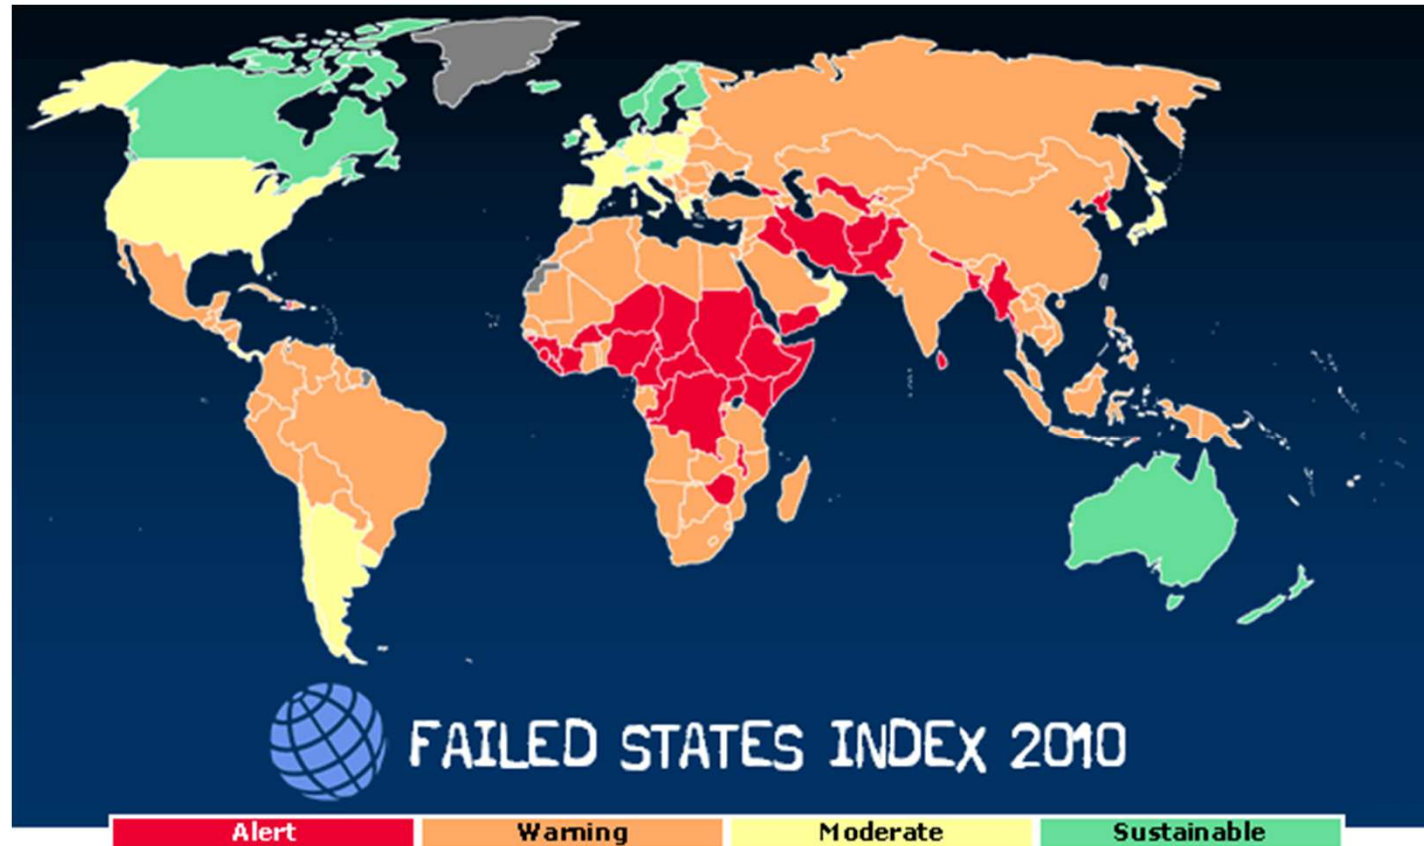 FAILED STATES INDEX 2010
Alert
Warning
Moderate
Sustainable